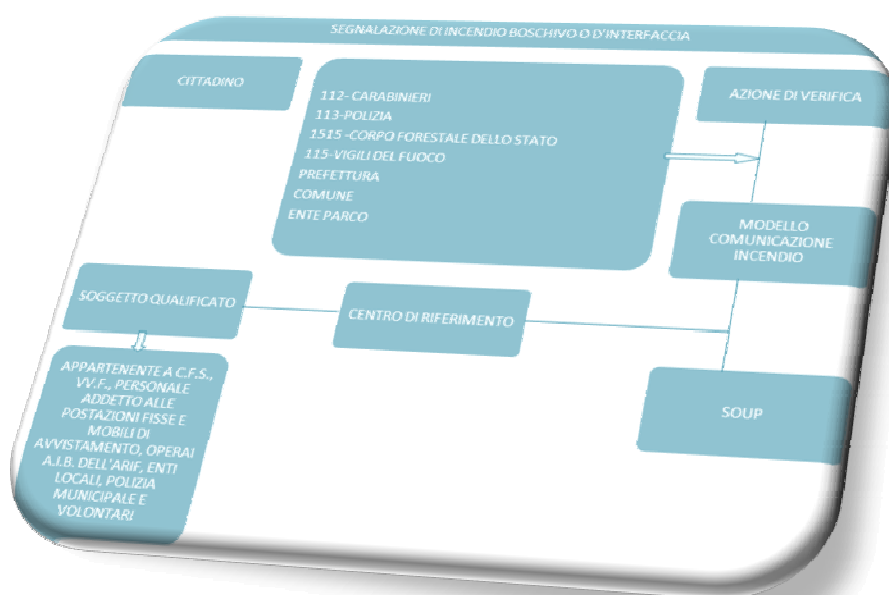 SEGNALAZIONE DI INCENDIO BOSCHIVO O D'INTERFACCIA
CITTADINO
112- CARABINIERI
113-POLIZIA
1515 -CORPO FORESTALE DELLO STATO
115-VIGILI DEL FUOCO
PREFETTURA
COMUNE
ENTE PARCO
AZIONE DI VERIFICA
MODELLO
COMUNICAZIONE
INCENDIO
SOGGETTO QUALIFICATO
CENTRO DI RIFERIMENTO
APPARTENENTE A C.F.S.,
VV.F., PERSONALE
ADDETTO ALLE
POSTAZIONI FISSE E
MOBILI DI
AVVISTAMENTO, OPERAI
A.I.B. DELL'ARIF, ENTI
LOCALI, POLIZIA
MUNICIPALE E
VOLONTARI
SOUP